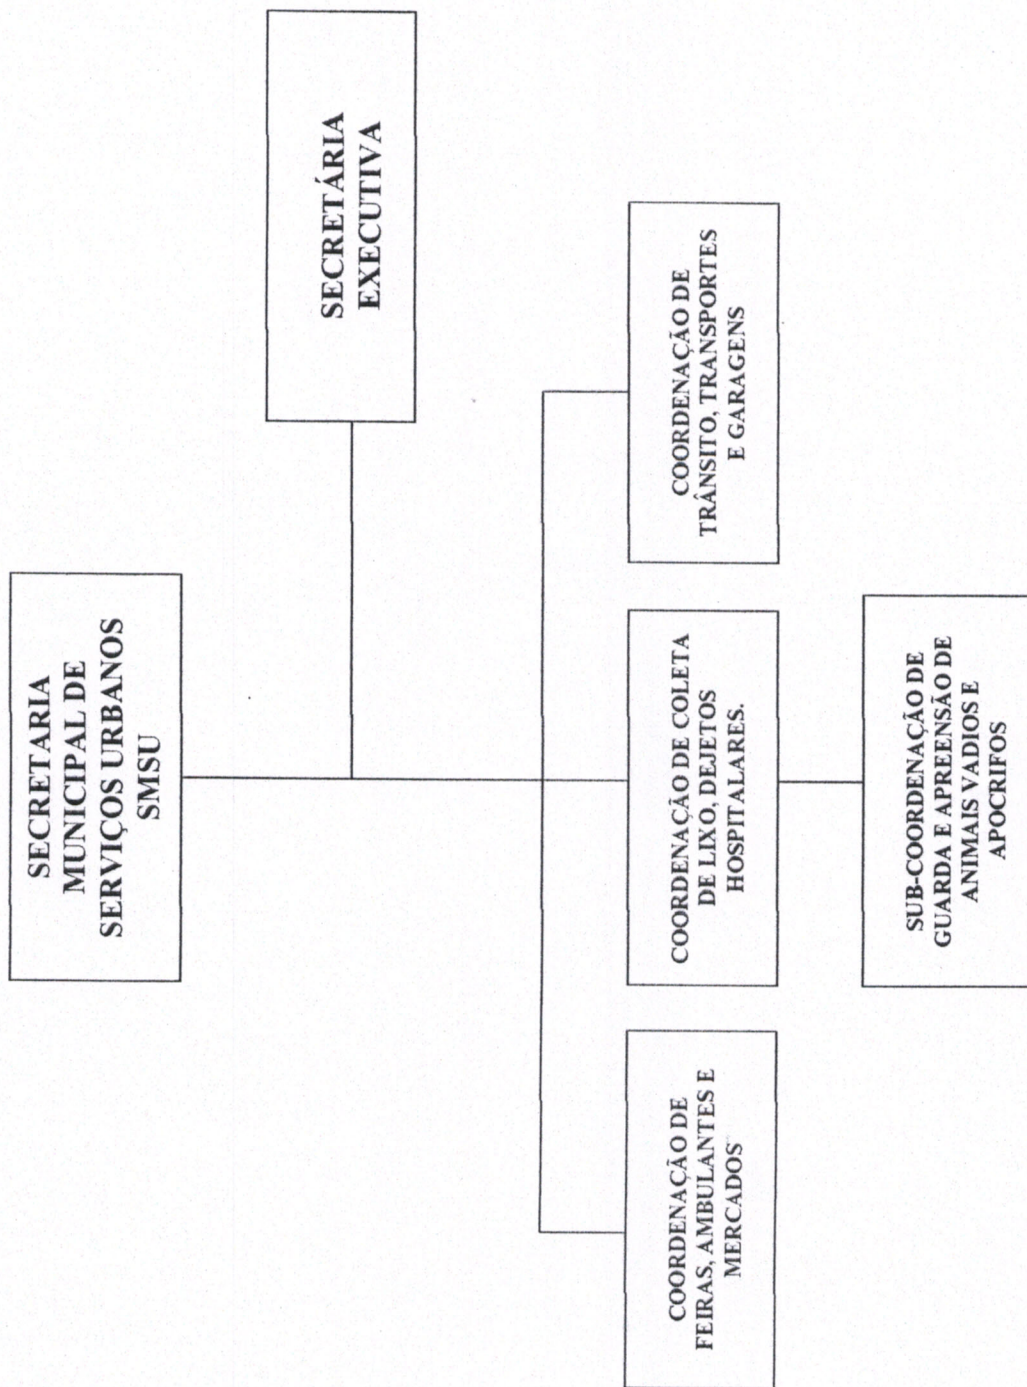 SECRETARIA
MUNICIPAL DE
SERVIÇOS URBANOS
SMSU
SECRETÁRIA
EXECUTIVA
COORDENAÇÃO DE
FEIRAS, AMBULANTES E
MERCADOS
COORDENAÇÃO DE COLETA
DE LIXO, DEJETOS
HOSPITALARES.
COORDENAÇÃO DE
TRÂNSITO, TRANSPORTES
E GARAGENS
SUB-COORDENAÇÃO DE
GUARDA E APREENSÃO DE
ANIMAIS VADIOS E
APOCRIFOS